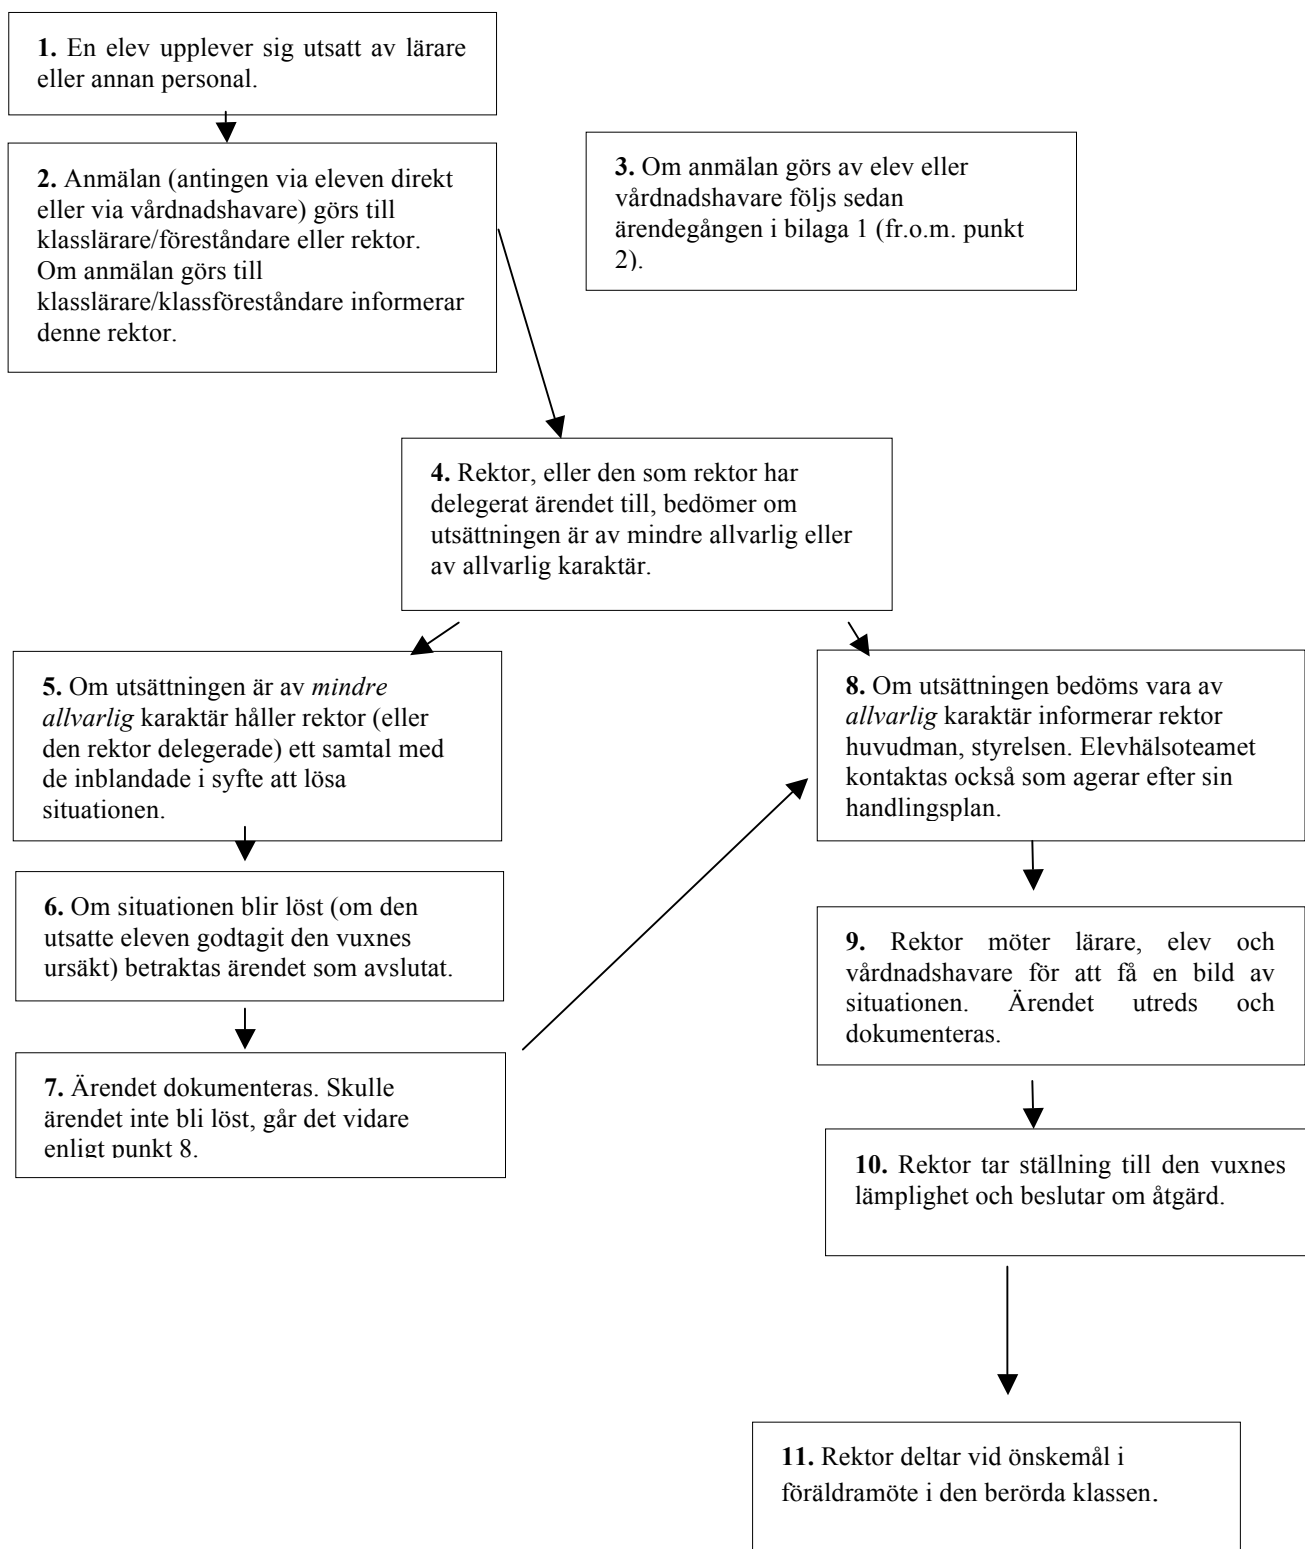 1. En elev upplever sig utsatt av lärare
eller annan personal.
2. Anmälan (antingen via eleven direkt
eller via vårdnadshavare) görs till
klasslärare/föreståndare eller rektor.
Om anmälan görs till
klasslärare/klassföreståndare informerar
denne rektor.
3. Om anmälan görs av elev eller
vårdnadshavare följs sedan
ärendegången i bilaga 1 (fr.o.m. punkt
2).
4. Rektor, eller den som rektor har
delegerat ärendet till, bedömer om
utsättningen är av mindre allvarlig eller
av allvarlig karaktär.
5. Om utsättningen är av mindre
allvarlig karaktär håller rektor (eller
den rektor delegerade) ett samtal med
de inblandade i syfte att lösa
situationen.
6. Om situationen blir löst (om den
utsatte eleven godtagit den vuxnes
ursäkt) betraktas ärendet som avslutat.
7. Ärendet dokumenteras. Skulle
ärendet inte bli löst, går det vidare
enligt punkt 8.
8. Om utsättningen bedöms vara av
allvarlig karaktär informerar rektor
huvudman, styrelsen. Elevhälsoteamet
kontaktas också som agerar efter sin
handlingsplan.
9. Rektor möter lärare, elev och
vårdnadshavare för att få en bild av
situationen. Ärendet utreds och
dokumenteras.
10. Rektor tar ställning till den vuxnes
lämplighet och beslutar om åtgärd.
11. Rektor deltar vid önskemål i
föräldramöte i den berörda klassen.